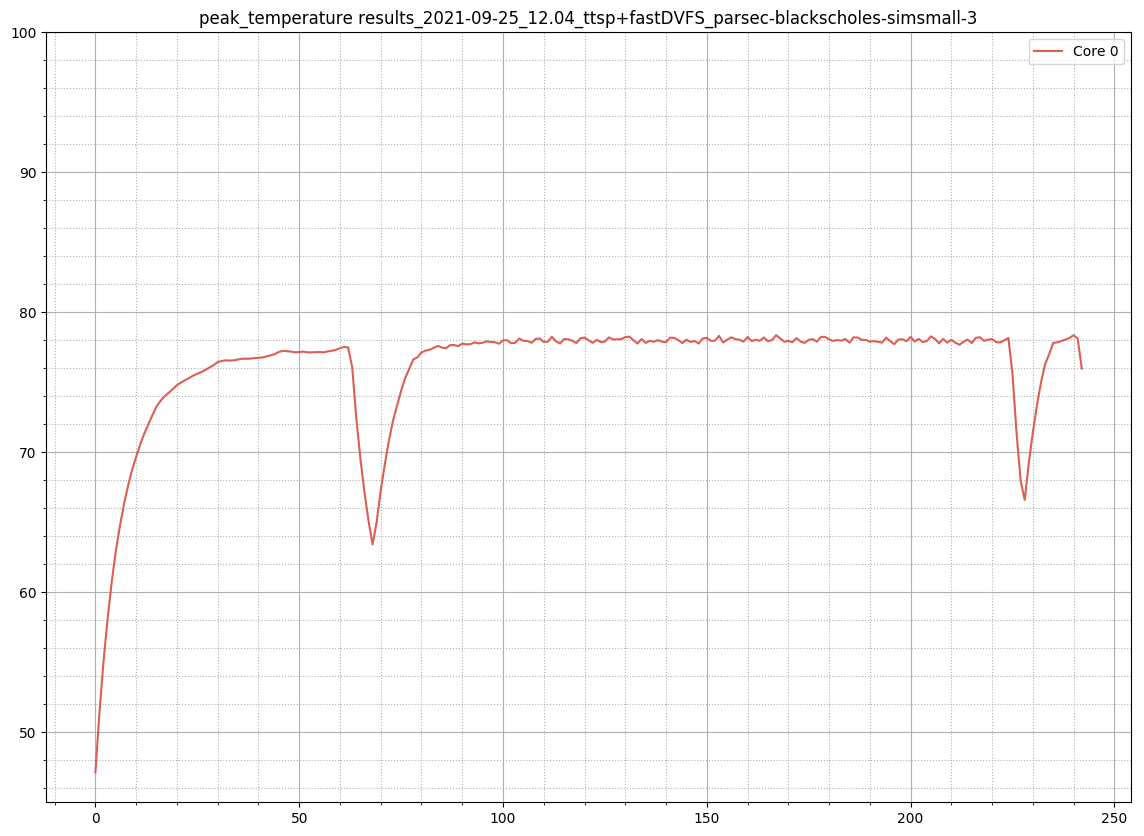 peak_temperature results_2021-09-25_12.04_ttsp+fastDVFS_parsec-blackscholes-simsmall-3
Core 0
100
90
80
70
60
50
0 50 100 150 200 250